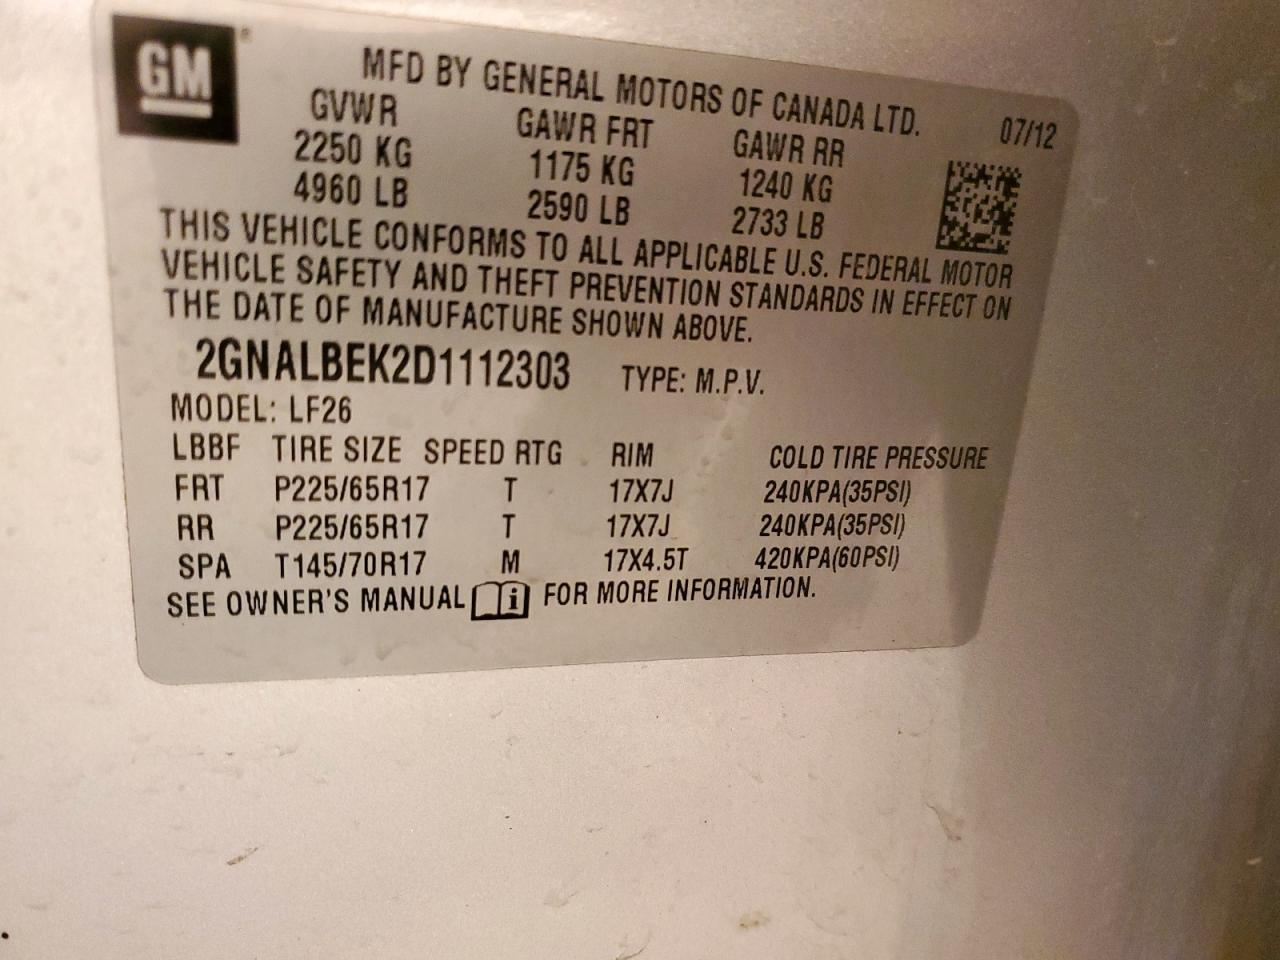 GM
MFD BY GENERAL MOTORS OF CANADA LTD. 07/12
GVWR GAWR FRT GAWR RR
2250 KG 1175 KG 1240 KG
4960 LB 2590 LB 2733 LB
THIS VEHICLE CONFORMS TO ALL APPLICABLE U.S. FEDERAL MOTOR
VEHICLE SAFETY AND THEFT PREVENTION STANDARDS IN EFFECT ON
THE DATE OF MANUFACTURE SHOWN ABOVE.
2GNALBEK2D1112303 TYPE: M.P.V.
MODEL: LF26
LBBF TIRE SIZE SPEED RTG RIM COLD TIRE PRESSURE
FRT P225/65R17 T 17X7J 240KPA(35PSI)
RR P225/65R17 T 17X7J 240KPA(35PSI)
SPA T145/70R17 M 17X4.5T 420KPA(60PSI)
SEE OWNER'S MANUAL i FOR MORE INFORMATION.